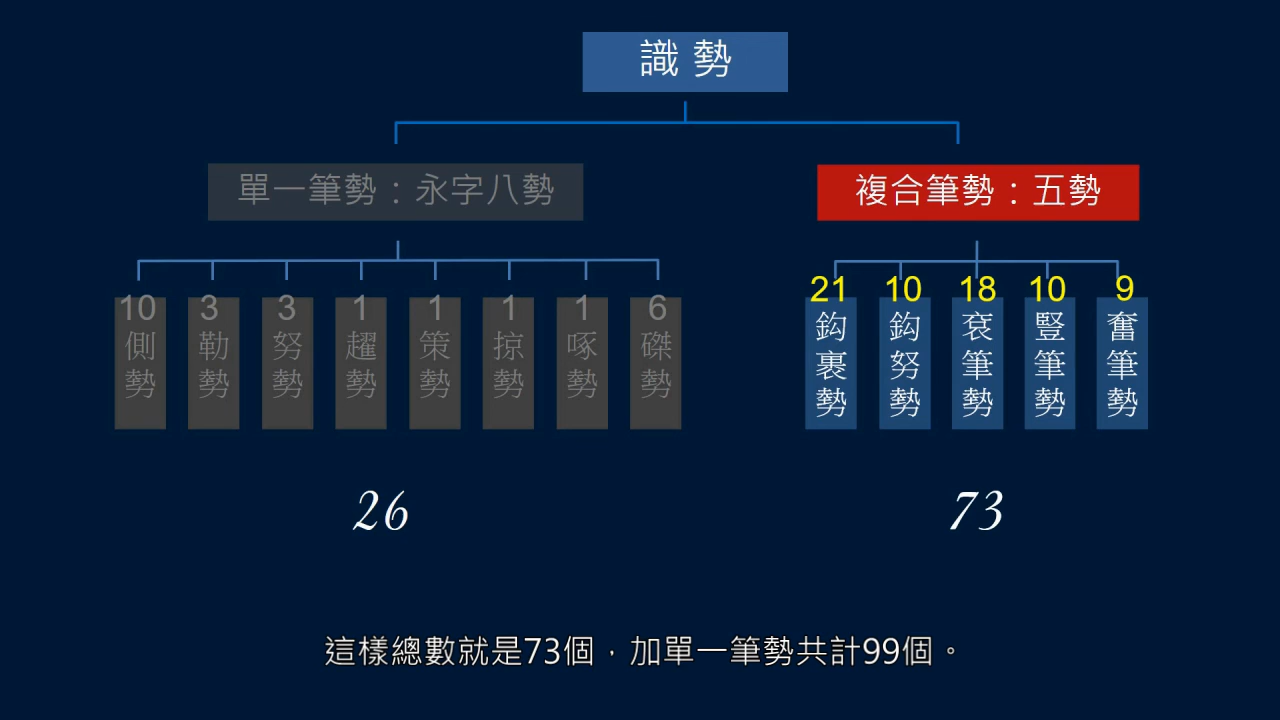 識勢
單一筆勢：永字八勢
複合筆勢：五勢
10 側勢
3 勒勢
3 努勢
1 趯勢
1 策勢
1 掠勢
1 啄勢
6 磔勢
21 鈎裹勢
10 鈎努勢
18 袞筆勢
10 豎筆勢
9 奮筆勢
26
73
這樣總數就是73個，加單一筆勢共計99個。